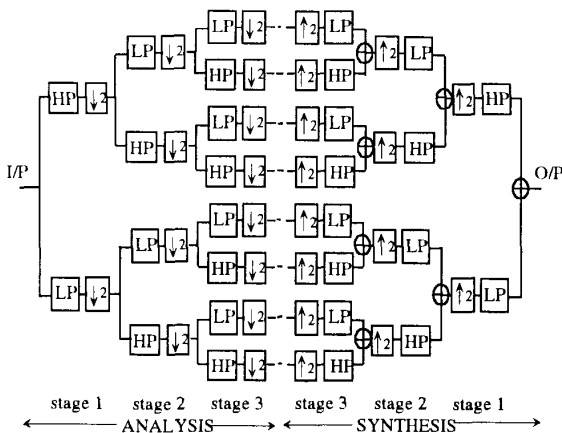 LP ↓2 ↑2 LP
LP ↓2 ↑2 LP
HP ↓2 ↑2 HP
HP ↓2 ↑2 HP
LP ↓2 ↑2 LP
HP ↓2 ↑2 HP
I/P HP ↓2 ↑2 HP O/P
LP ↓2 ↑2 LP
LP ↓2 ↑2 LP
HP ↓2 ↑2 HP
LP ↓2 ↑2 LP
LP ↓2 ↑2 LP
HP ↓2 ↑2 HP
HP ↓2 ↑2 HP
stage 1 stage 2 stage 3 stage 3 stage 2 stage 1
ANALYSIS SYNTHESIS